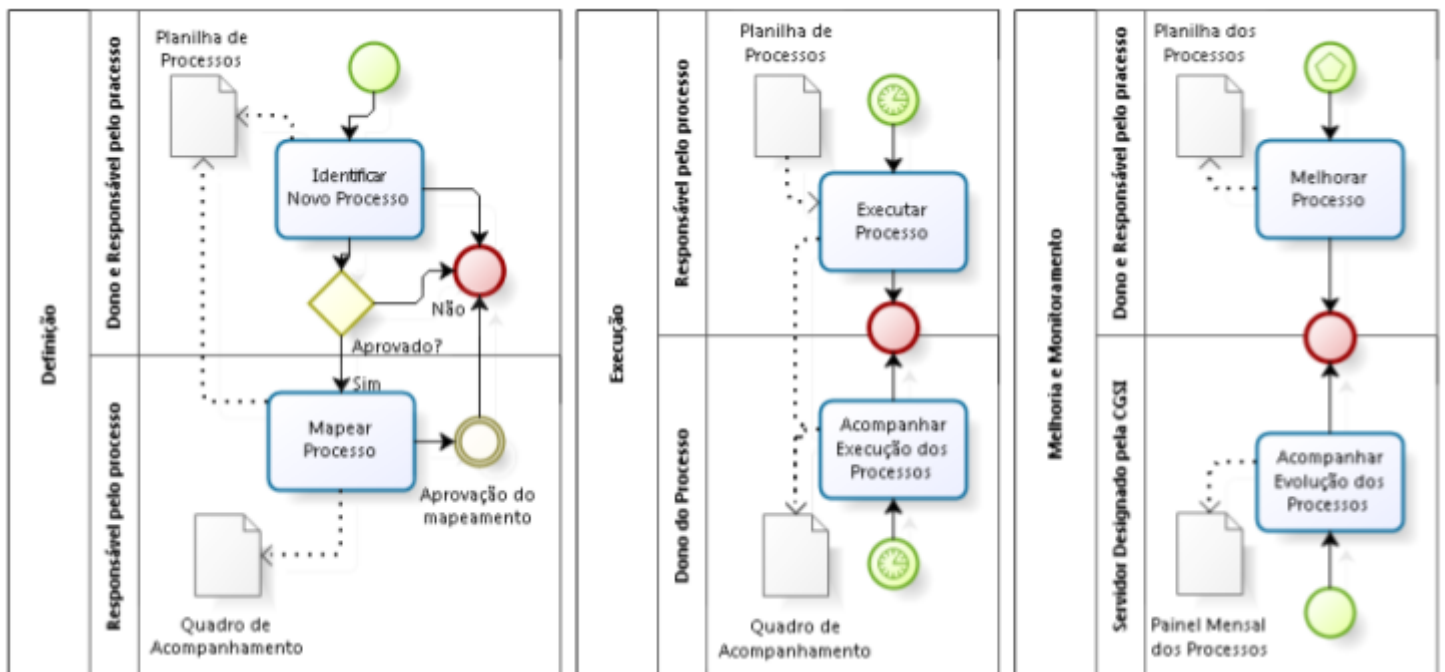 Definição
Dono e Responsável pelo pracesso
Planilha de
Processos
Identificar
Novo Processo
Não
Aprovado?
Responsável pelo processo
Sim
Mapear
Processo
Aprovação do
mapeamento
Quadro de
Acompanhamento
Execução
Responsável pelo processo
Planilha de
Processos
Executar
Processo
Dono do Processo
Acompanhar
Execução dos
Processos
Quadro de
Acompanhamento
Melhoria e Monitoramento
Dono e Responsável pelo pracesso
Planilha dos
Processos
Melhorar
Processo
Servidor Designado pela CGSI
Acompanhar
Evolução dos
Processos
Painel Mensal
dos Processos